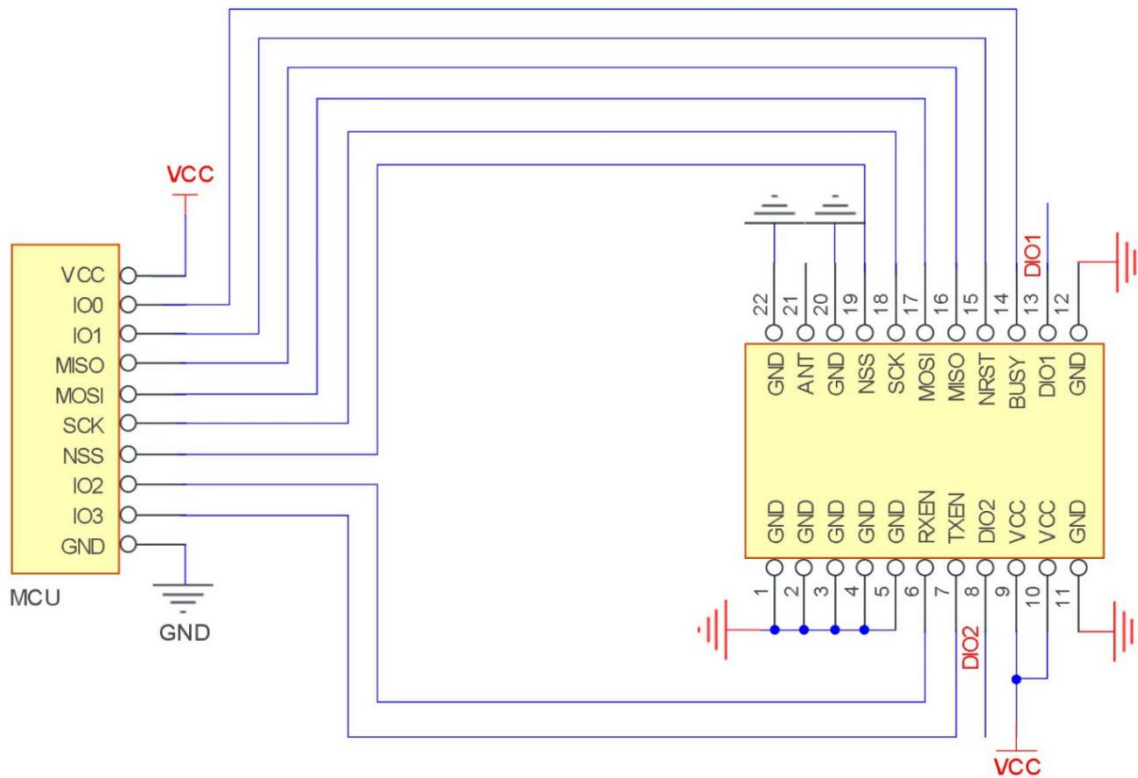 VCC
VCC
IO0
IO1
MISO
MOSI
SCK
NSS
IO2
IO3
GND
MCU
GND
22 21 20 19 18 17 16 15 14 13 12
DIO1
GND ANT GND NSS SCK MOSI MISO NRST BUSY DIO1 GND
GND GND GND GND GND RXEN TXEN DIO2 VCC VCC GND
1 2 3 4 5 6 7 8 9 10 11
DIO2
VCC